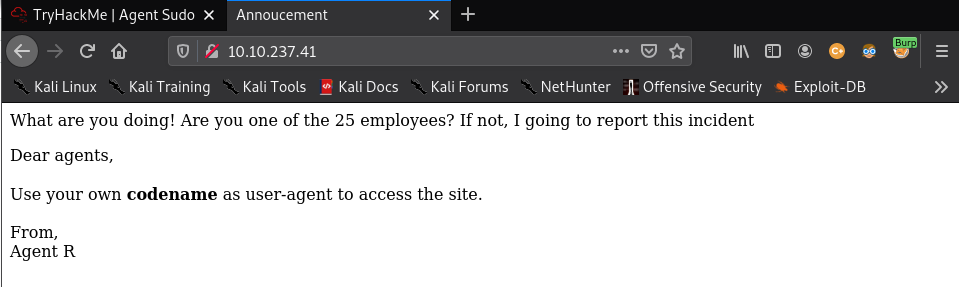 TryHackMe | Agent Sudo
Annoucement
10.10.237.41
Burp
Kali Linux
Kali Training
Kali Tools
Kali Docs
Kali Forums
NetHunter
Offensive Security
Exploit-DB
What are you doing! Are you one of the 25 employees? If not, I going to report this incident
Dear agents,
Use your own codename as user-agent to access the site.
From,
Agent R